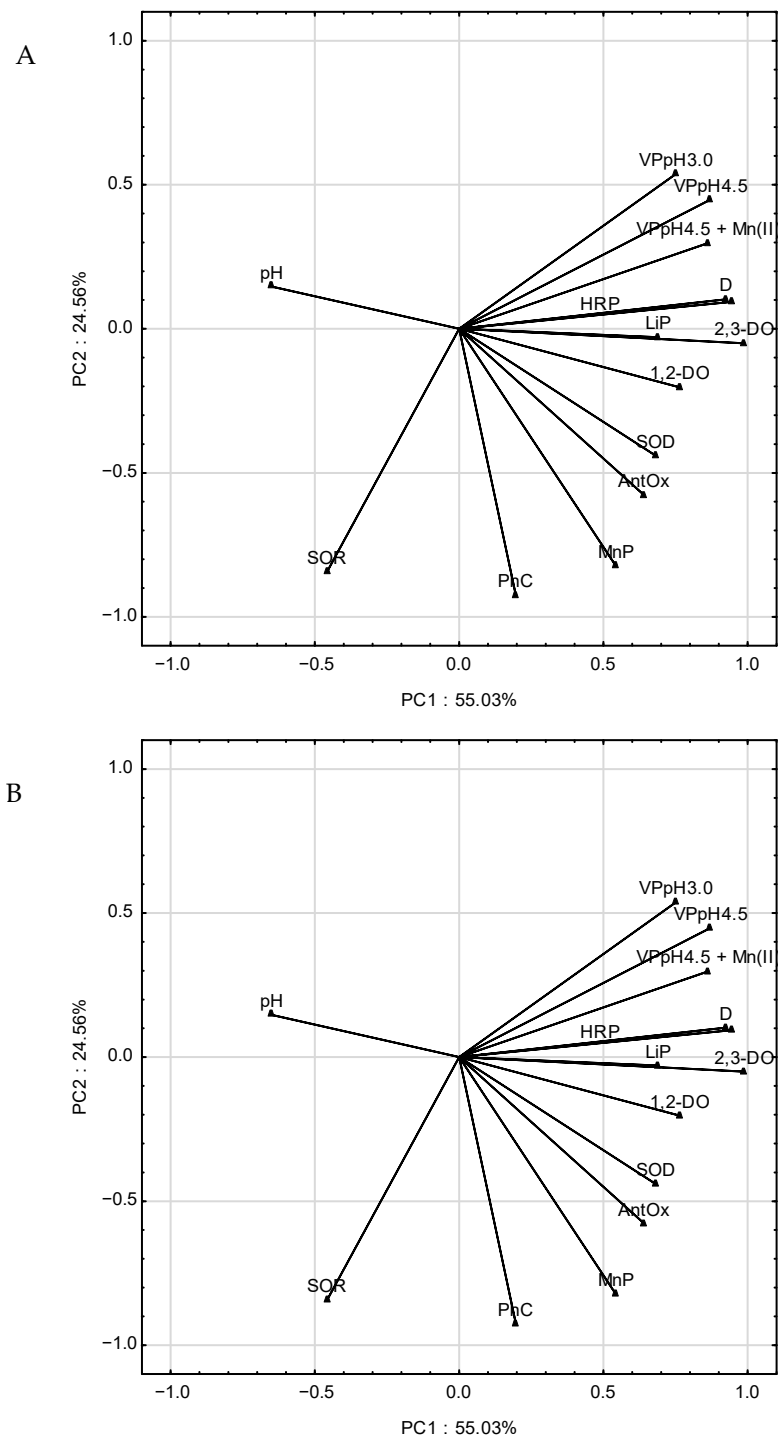 A
1.0
VPpH3.0
0.5
VPpH4.5
VPpH4.5 + Mn(II)
pH
D
HRP
0.0
LiP
2,3-DO
1,2-DO
PC2 : 24.56%
SOD
−0.5
AntOx
MnP
SOR
PhC
−1.0
−1.0 −0.5 0.0 0.5 1.0
PC1 : 55.03%
B
1.0
VPpH3.0
0.5
VPpH4.5
VPpH4.5 + Mn(II)
pH
D
HRP
0.0
LiP
2,3-DO
1,2-DO
PC2 : 24.56%
SOD
−0.5
AntOx
MnP
SOR
PhC
−1.0
−1.0 −0.5 0.0 0.5 1.0
PC1 : 55.03%